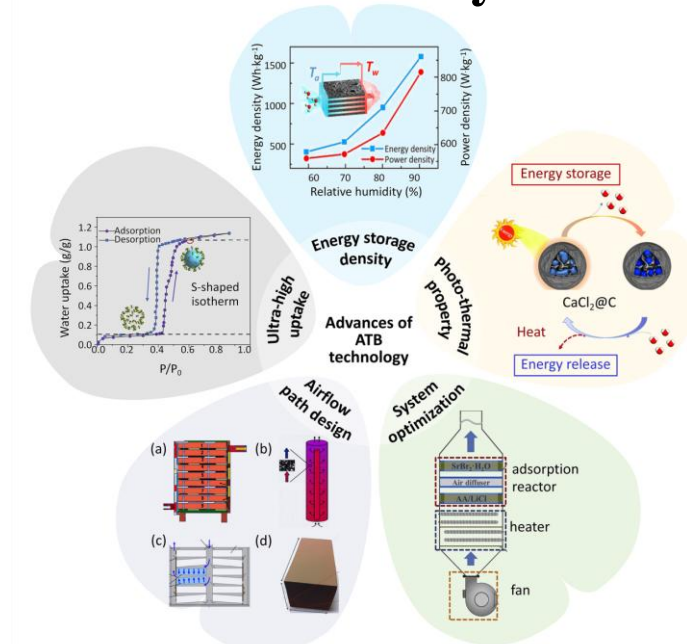 1500
1000
500
Energy density (Wh·kg⁻¹)
Tₐ
T_w
Energy density
Power density
800
700
600
Power density (W·kg⁻¹)
60 70 80 90
Relative humidity (%)
Energy storage
density
1.2
1.0
0.8
0.6
0.4
0.2
0.0
Water uptake (g/g)
Adsorption
Desorption
S-shaped
isotherm
0.0 0.2 0.4 0.6 0.8 1.0
P/P₀
Ultra-high
uptake
Advances of
ATB
technology
Photo-thermal
property
Energy storage
CaCl₂@C
Heat
Energy release
Airflow
path design
(a)
(b)
(c)
(d)
System
optimization
SrBr₂·H₂O
Air diffuser
AA/LiCl
adsorption
reactor
heater
fan